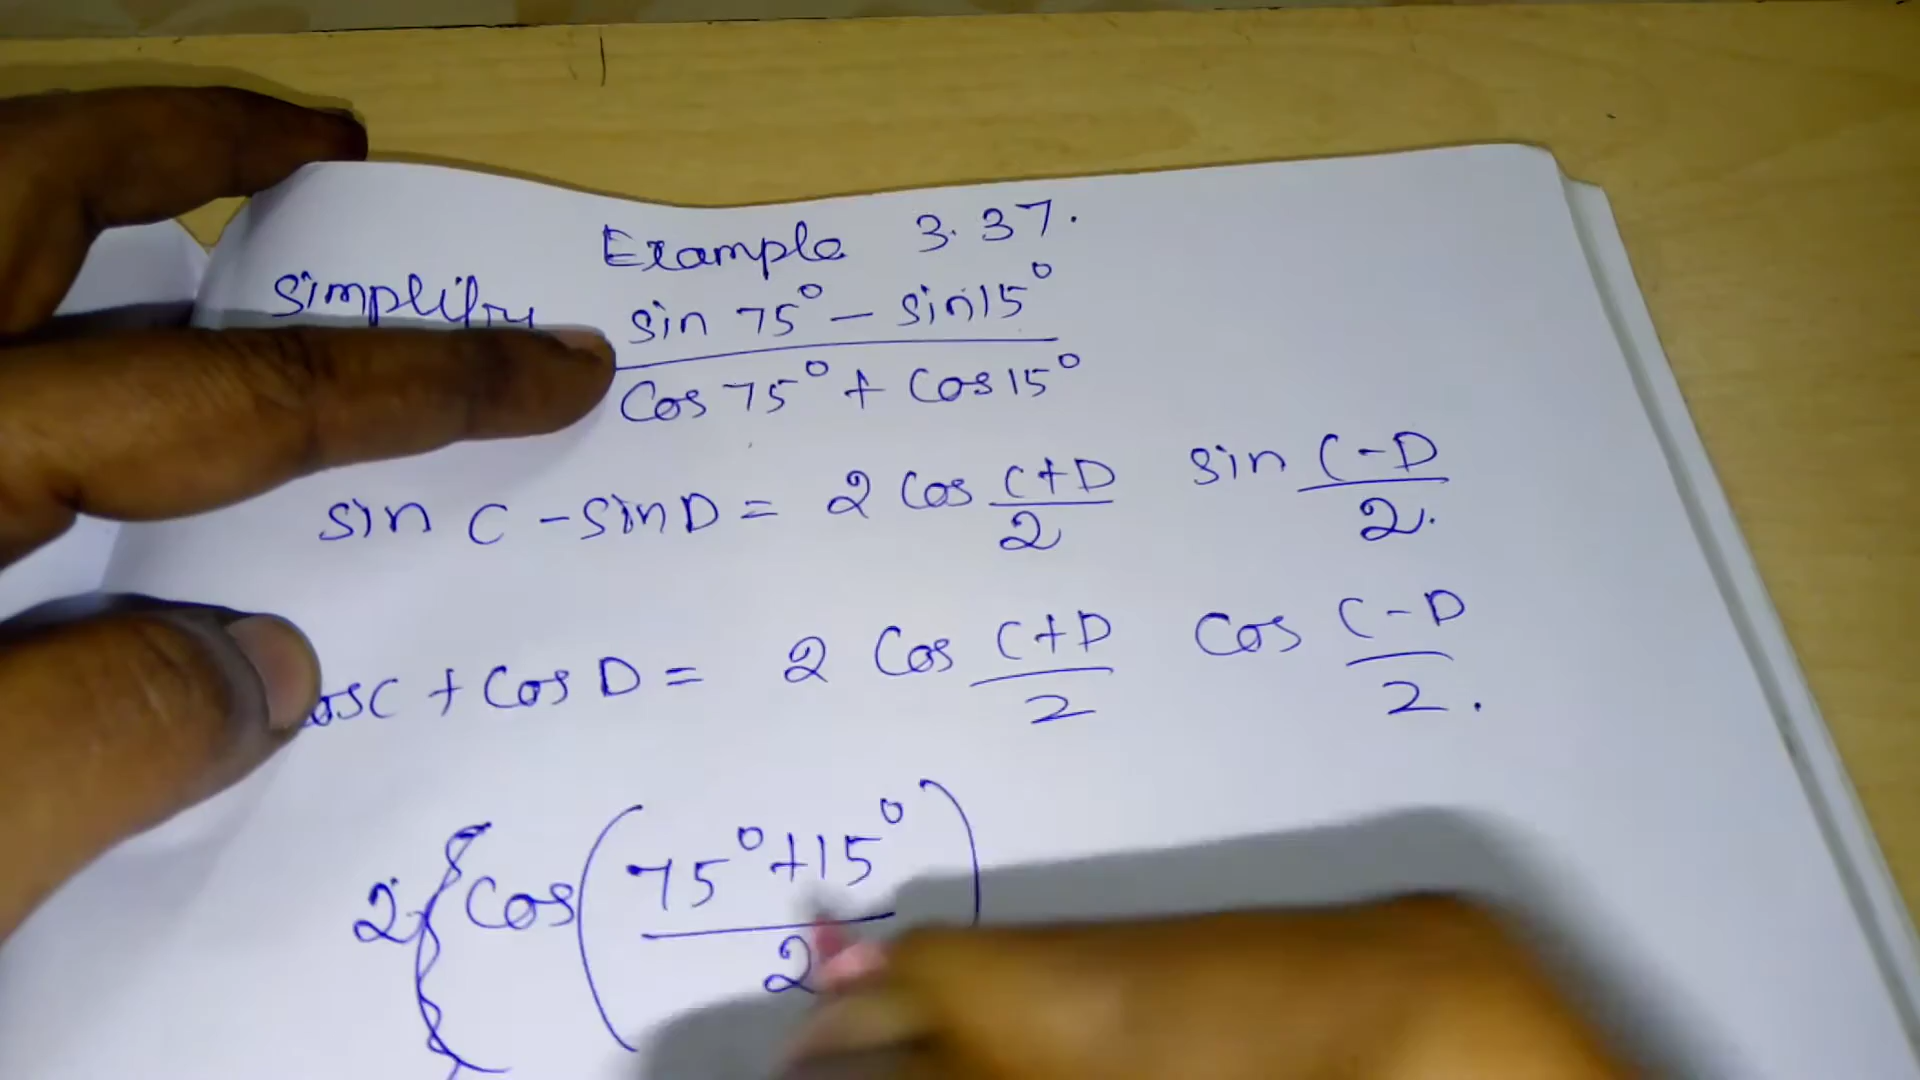 Example 3.37.
Simplify sin 75° - sin 15° / cos 75° + cos 15°
sin C - sin D = 2 cos C+D/2 sin C-D/2.
cosC + cos D = 2 cos C+D/2 cos C-D/2.
2 { cos ( 75° + 15° / 2 )